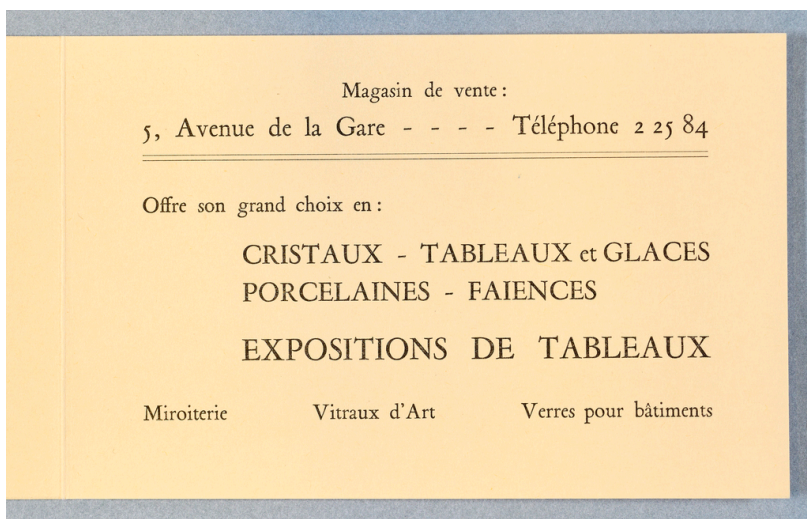 Magasin de vente :
5, Avenue de la Gare - - - - Téléphone 2 25 84
Offre son grand choix en :
CRISTAUX - TABLEAUX et GLACES
PORCELAINES - FAIENCES
EXPOSITIONS DE TABLEAUX
Miroiterie Vitraux d'Art Verres pour bâtiments